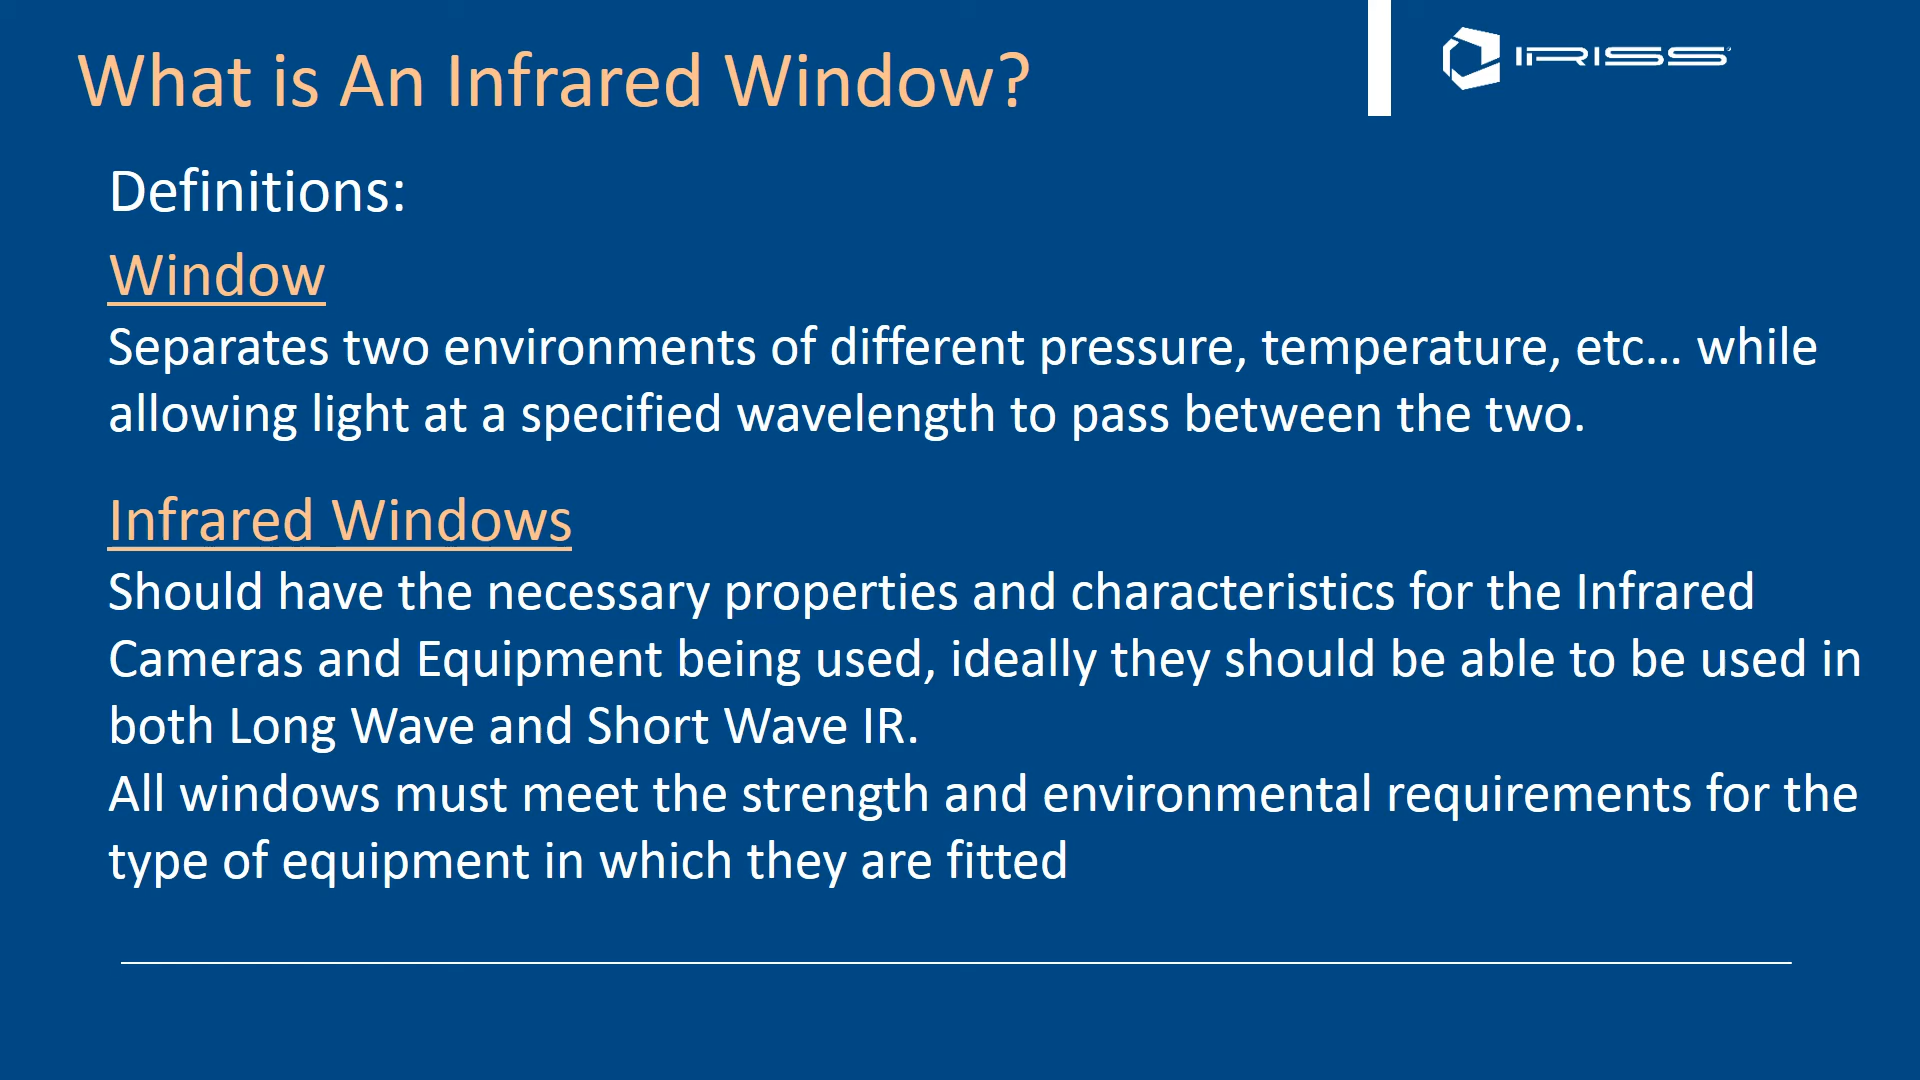 What is An Infrared Window?
IRISS
Definitions:
Window
Separates two environments of different pressure, temperature, etc... while
allowing light at a specified wavelength to pass between the two.
Infrared Windows
Should have the necessary properties and characteristics for the Infrared
Cameras and Equipment being used, ideally they should be able to be used in
both Long Wave and Short Wave IR.
All windows must meet the strength and environmental requirements for the
type of equipment in which they are fitted